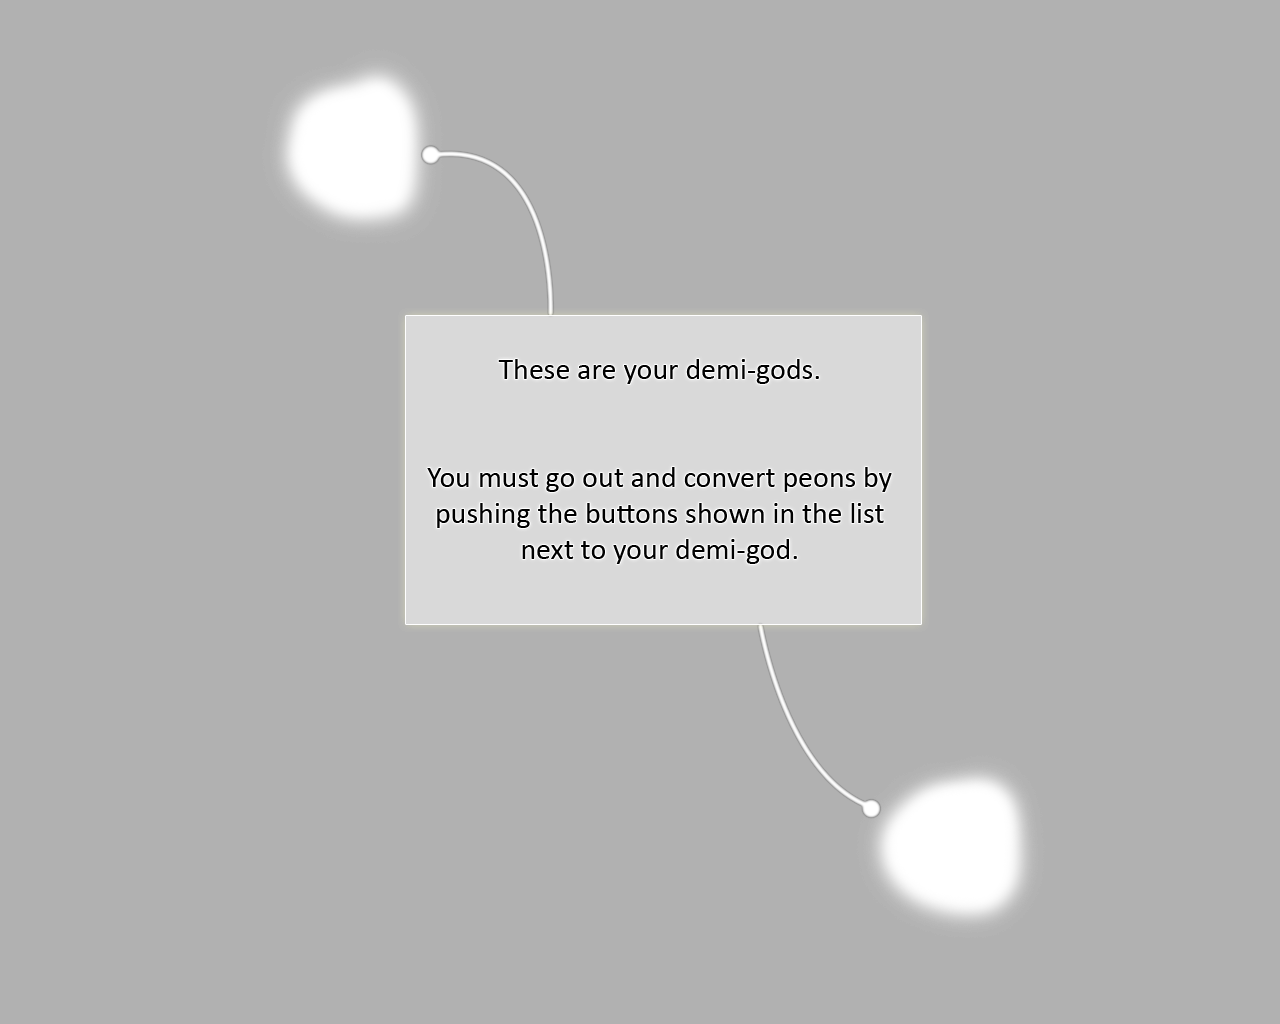 These are your demi-gods.
You must go out and convert peons by
pushing the buttons shown in the list
next to your demi-god.